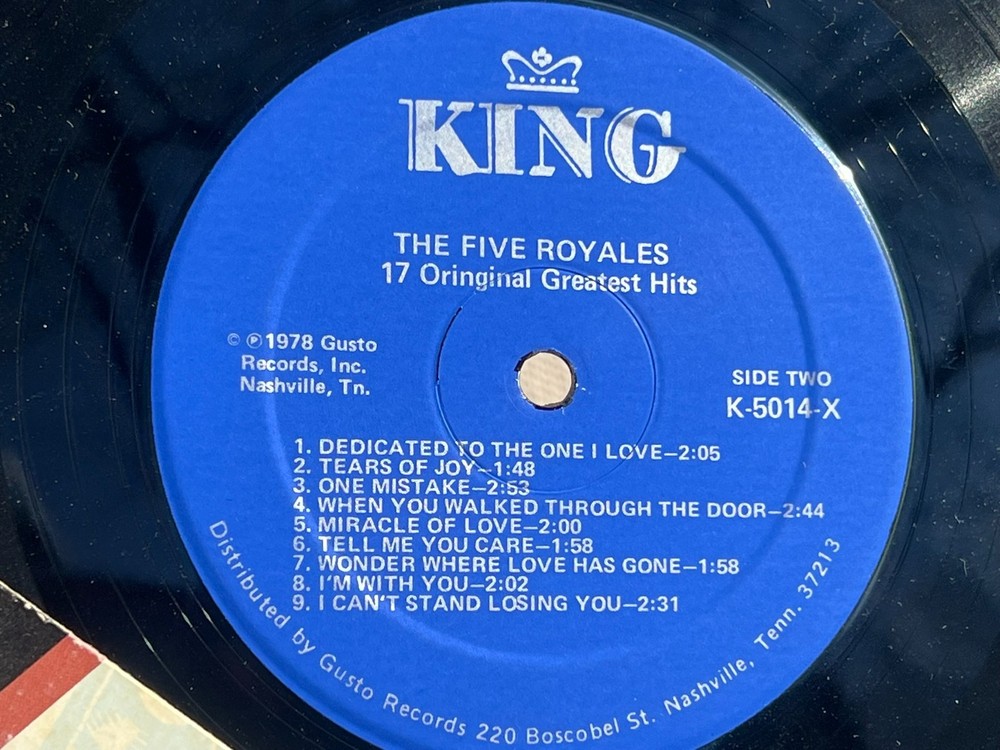 KING
THE FIVE ROYALES
17 Oringinal Greatest Hits
© ℗1978 Gusto
Records, Inc.
Nashville, Tn.
SIDE TWO
K-5014-X
1. DEDICATED TO THE ONE I LOVE—2:05
2. TEARS OF JOY—1:48
3. ONE MISTAKE—2:53
4. WHEN YOU WALKED THROUGH THE DOOR—2:44
5. MIRACLE OF LOVE—2:00
6. TELL ME YOU CARE—1:58
7. WONDER WHERE LOVE HAS GONE—1:58
8. I'M WITH YOU—2:02
9. I CAN'T STAND LOSING YOU—2:31
Distributed by Gusto Records 220 Boscobel St. Nashville, Tenn. 37213